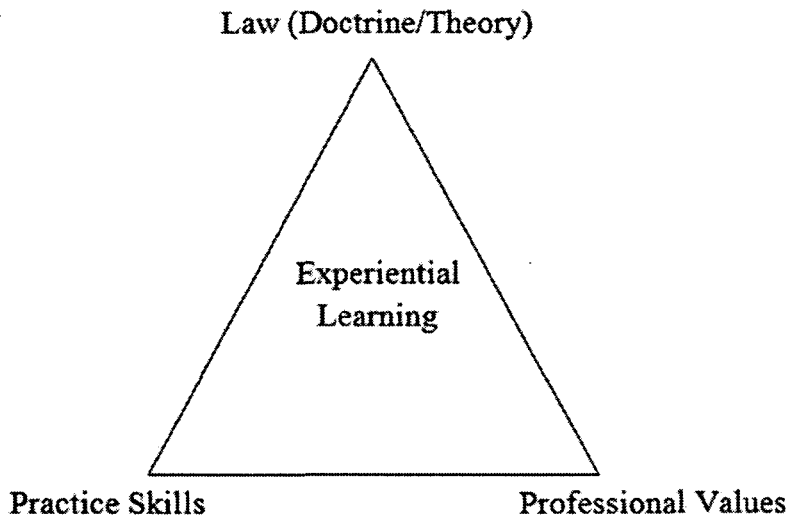 Law (Doctrine/Theory)
Experiential
Learning
Practice Skills
Professional Values